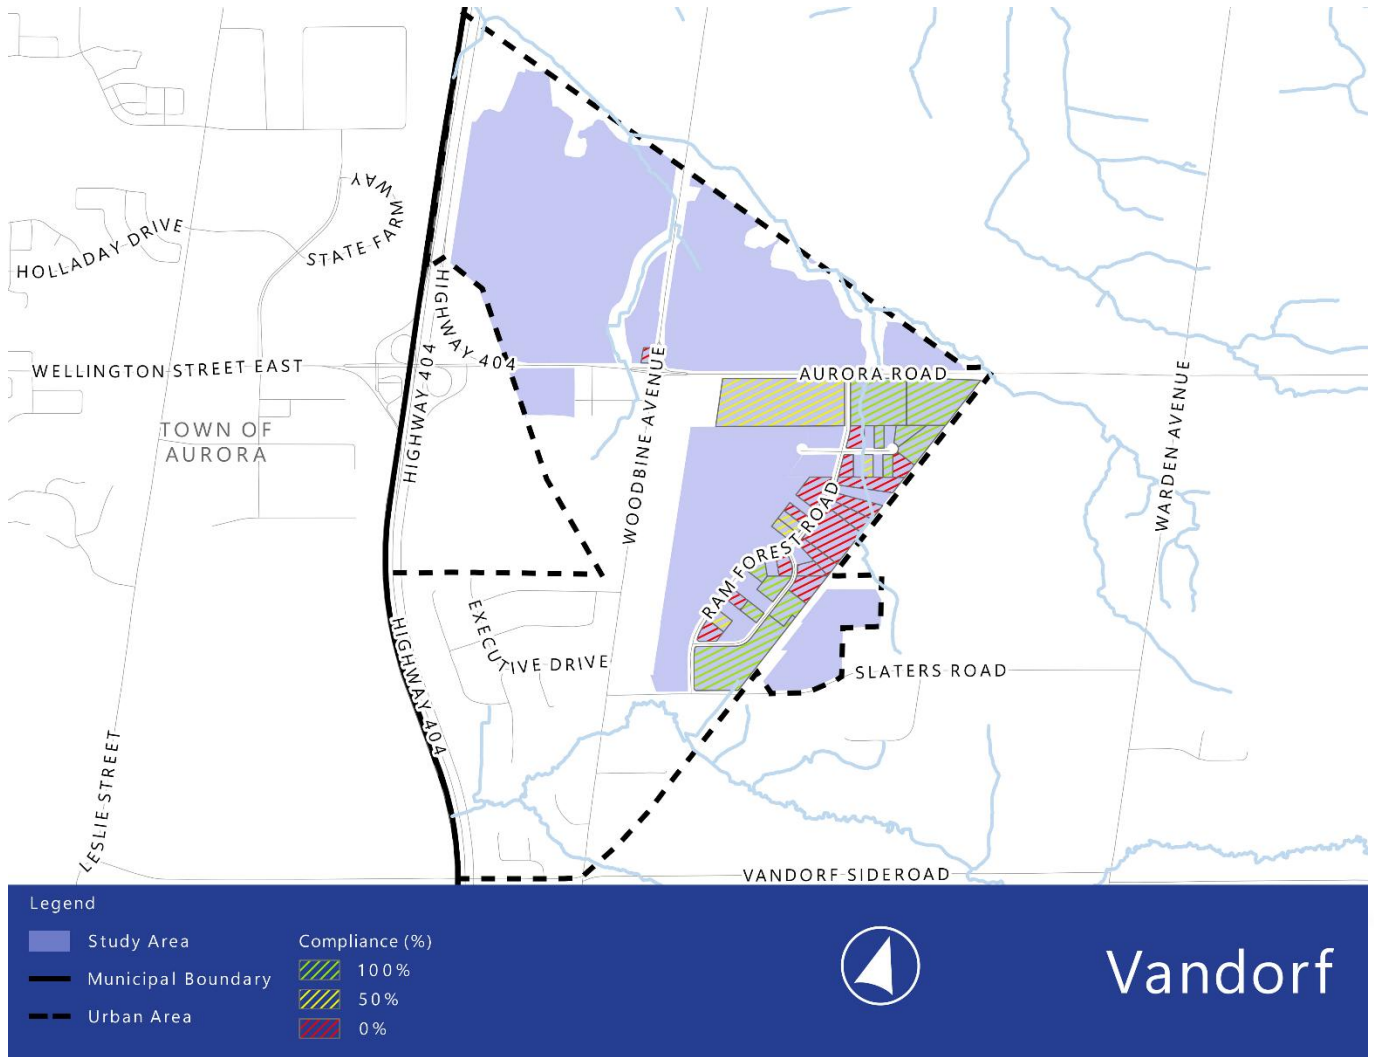 STATE FARM WAY
HOLLADAY DRIVE
HIGHWAY 404
WELLINGTON STREET EAST
HIGHWAY 404
AURORA ROAD
TOWN OF
AURORA
WOODBINE AVENUE
WARDEN AVENUE
RAM FOREST ROAD
EXECUTIVE DRIVE
SLATERS ROAD
HIGHWAY 404
LESLIE STREET
VANDORF SIDEROAD
Legend
Study Area
Municipal Boundary
Urban Area
Compliance (%)
100%
50%
0%
Vandorf